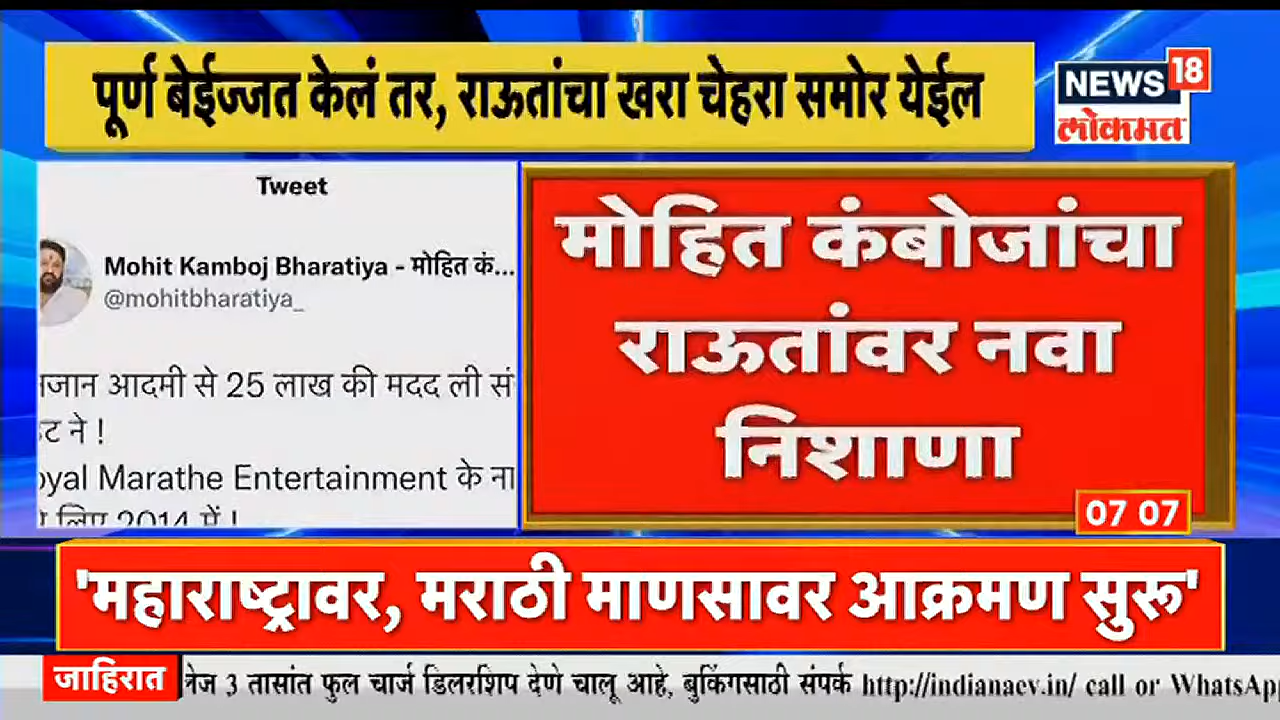 पूर्ण बेईज्जत केलं तर, राऊतांचा खरा चेहरा समोर येईल
NEWS 18
लोकमत
Tweet
Mohit Kamboj Bharatiya - मोहित कं...
@mohitbharatiya_
आदमी से 25 लाख की मदद ली
ने !
Marathe Entertainment के
2014 में !
मोहित कंबोजांचा
राऊतांवर नवा
निशाणा
07 07
'महाराष्ट्रावर, मराठी माणसावर आक्रमण सुरू'
जाहिरात
3 तासांत फुल चार्ज डिलरशिप देणे चालू आहे, बुकिंगसाठी संपर्क http://indianaev.in/ call or WhatsApp